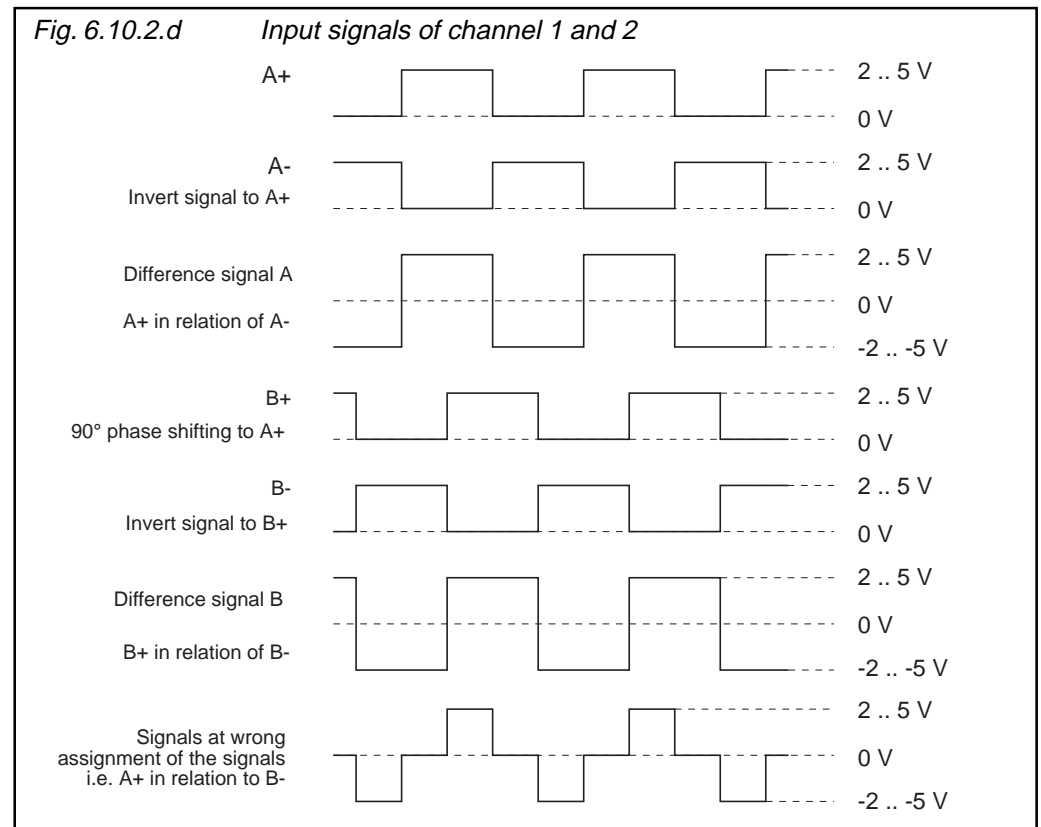 Fig. 6.10.2.d Input signals of channel 1 and 2
A+
2 .. 5 V
0 V
A-
Invert signal to A+
2 .. 5 V
0 V
Difference signal A
A+ in relation of A-
2 .. 5 V
0 V
-2 .. -5 V
B+
90° phase shifting to A+
2 .. 5 V
0 V
B-
Invert signal to B+
2 .. 5 V
0 V
Difference signal B
B+ in relation of B-
2 .. 5 V
0 V
-2 .. -5 V
Signals at wrong
assignment of the signals
i.e. A+ in relation to B-
2 .. 5 V
0 V
-2 .. -5 V